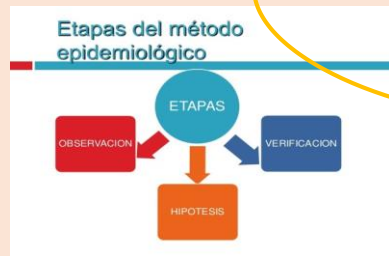 Etapas del método
epidemiológico
ETAPAS
OBSERVACION
VERIFICACION
HIPOTESIS